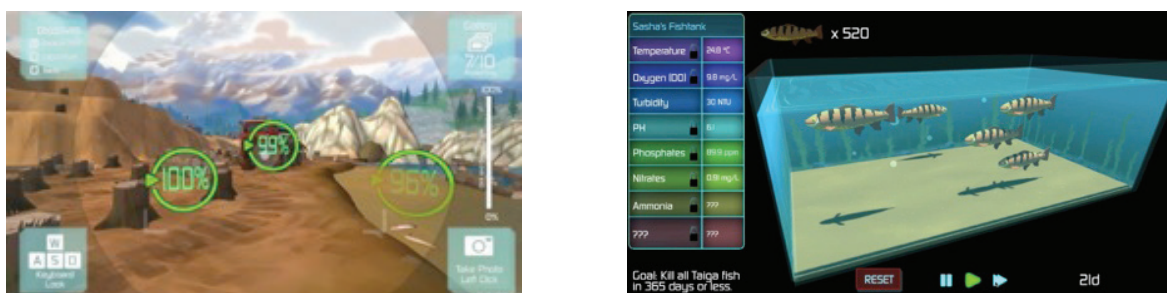 7/10
100%
99%
100%
96%
0%
W
A S D
Keyboard
Look
Take Photo
Left Click
Sasha's Fishtank
x 520
Temperature
24.8 °C
Oxygen (DO)
9.8 mg/L
Turbidity
30 NTU
PH
Phosphates
89.9 ppm
Nitrates
0.91 mg/L
Ammonia
???
???
???
Goal: Kill all Taiga fish
in 365 days or less.
RESET
21d